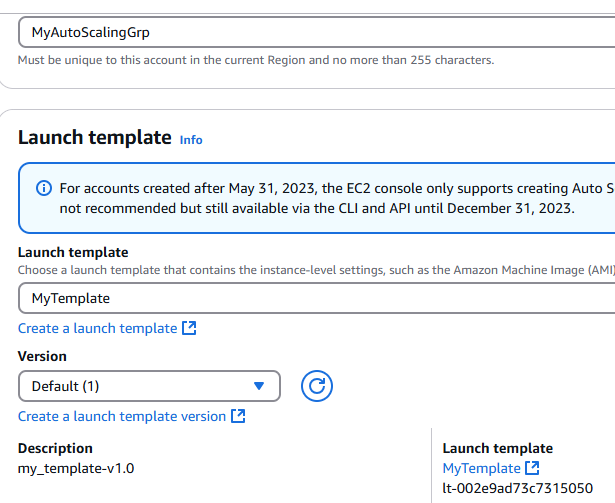 MyAutoScalingGrp
Must be unique to this account in the current Region and no more than 255 characters.
Launch template Info
For accounts created after May 31, 2023, the EC2 console only supports creating Auto S
not recommended but still available via the CLI and API until December 31, 2023.
Launch template
Choose a launch template that contains the instance-level settings, such as the Amazon Machine Image (AMI)
MyTemplate
Create a launch template
Version
Default (1)
Create a launch template version
Description
my_template-v1.0
Launch template
MyTemplate
lt-002e9ad73c7315050